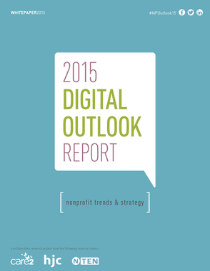 WHITEPAPER2015
#NPOutlook15
2015
DIGITAL
OUTLOOK
REPORT
[ nonprofit trends & strategy ]
care2
hjc
NTEN